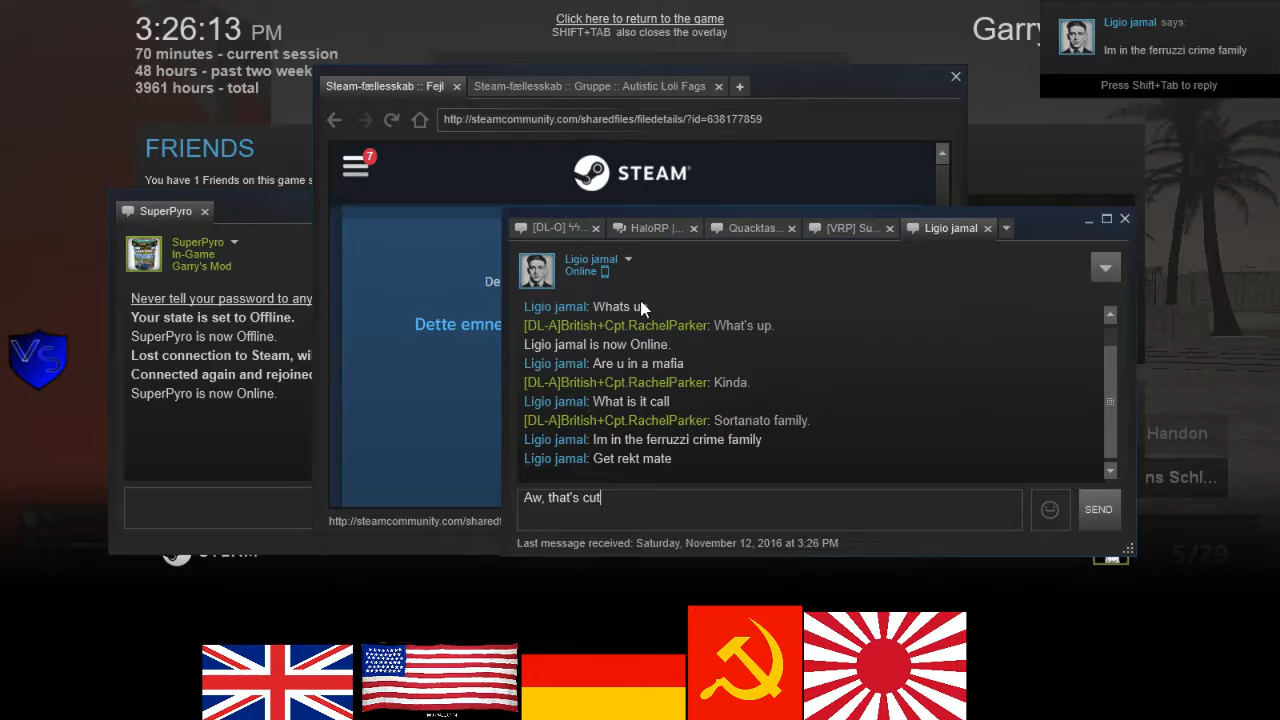 3:26:13 PM
70 minutes - current session
48 hours - past two week
3961 hours - total
Click here to return to the game
SHIFT+TAB also closes the overlay
Garry
Ligio jamal says:
Im in the ferruzzi crime family
Press Shift+Tab to reply
FRIENDS
You have 1 Friends on this game s
Steam-fællesskab :: Fejl
Steam-fællesskab :: Gruppe :: Autistic Loli Fags
http://steamcommunity.com/sharedfiles/filedetails/?id=638177859
7
STEAM
De
Dette emne
http://steamcommunity.com/sharedf
SuperPyro
SuperPyro
In-Game
Garry's Mod
Never tell your password to any
Your state is set to Offline.
SuperPyro is now Offline.
Lost connection to Steam, wil
Connected again and rejoined
SuperPyro is now Online.
[DL-O] ϟϟ...
HaloRP |...
Quacktas...
[VRP] Su...
Ligio jamal
Ligio jamal
Online
Ligio jamal: Whats u
[DL-A]British+Cpt.RachelParker: What's up.
Ligio jamal is now Online.
Ligio jamal: Are u in a mafia
[DL-A]British+Cpt.RachelParker: Kinda.
Ligio jamal: What is it call
[DL-A]British+Cpt.RachelParker: Sortanato family.
Ligio jamal: Im in the ferruzzi crime family
Ligio jamal: Get rekt mate
Aw, that's cut
SEND
Last message received: Saturday, November 12, 2016 at 3:26 PM
VS
Handon
ns Schl...
STEAM
5/29